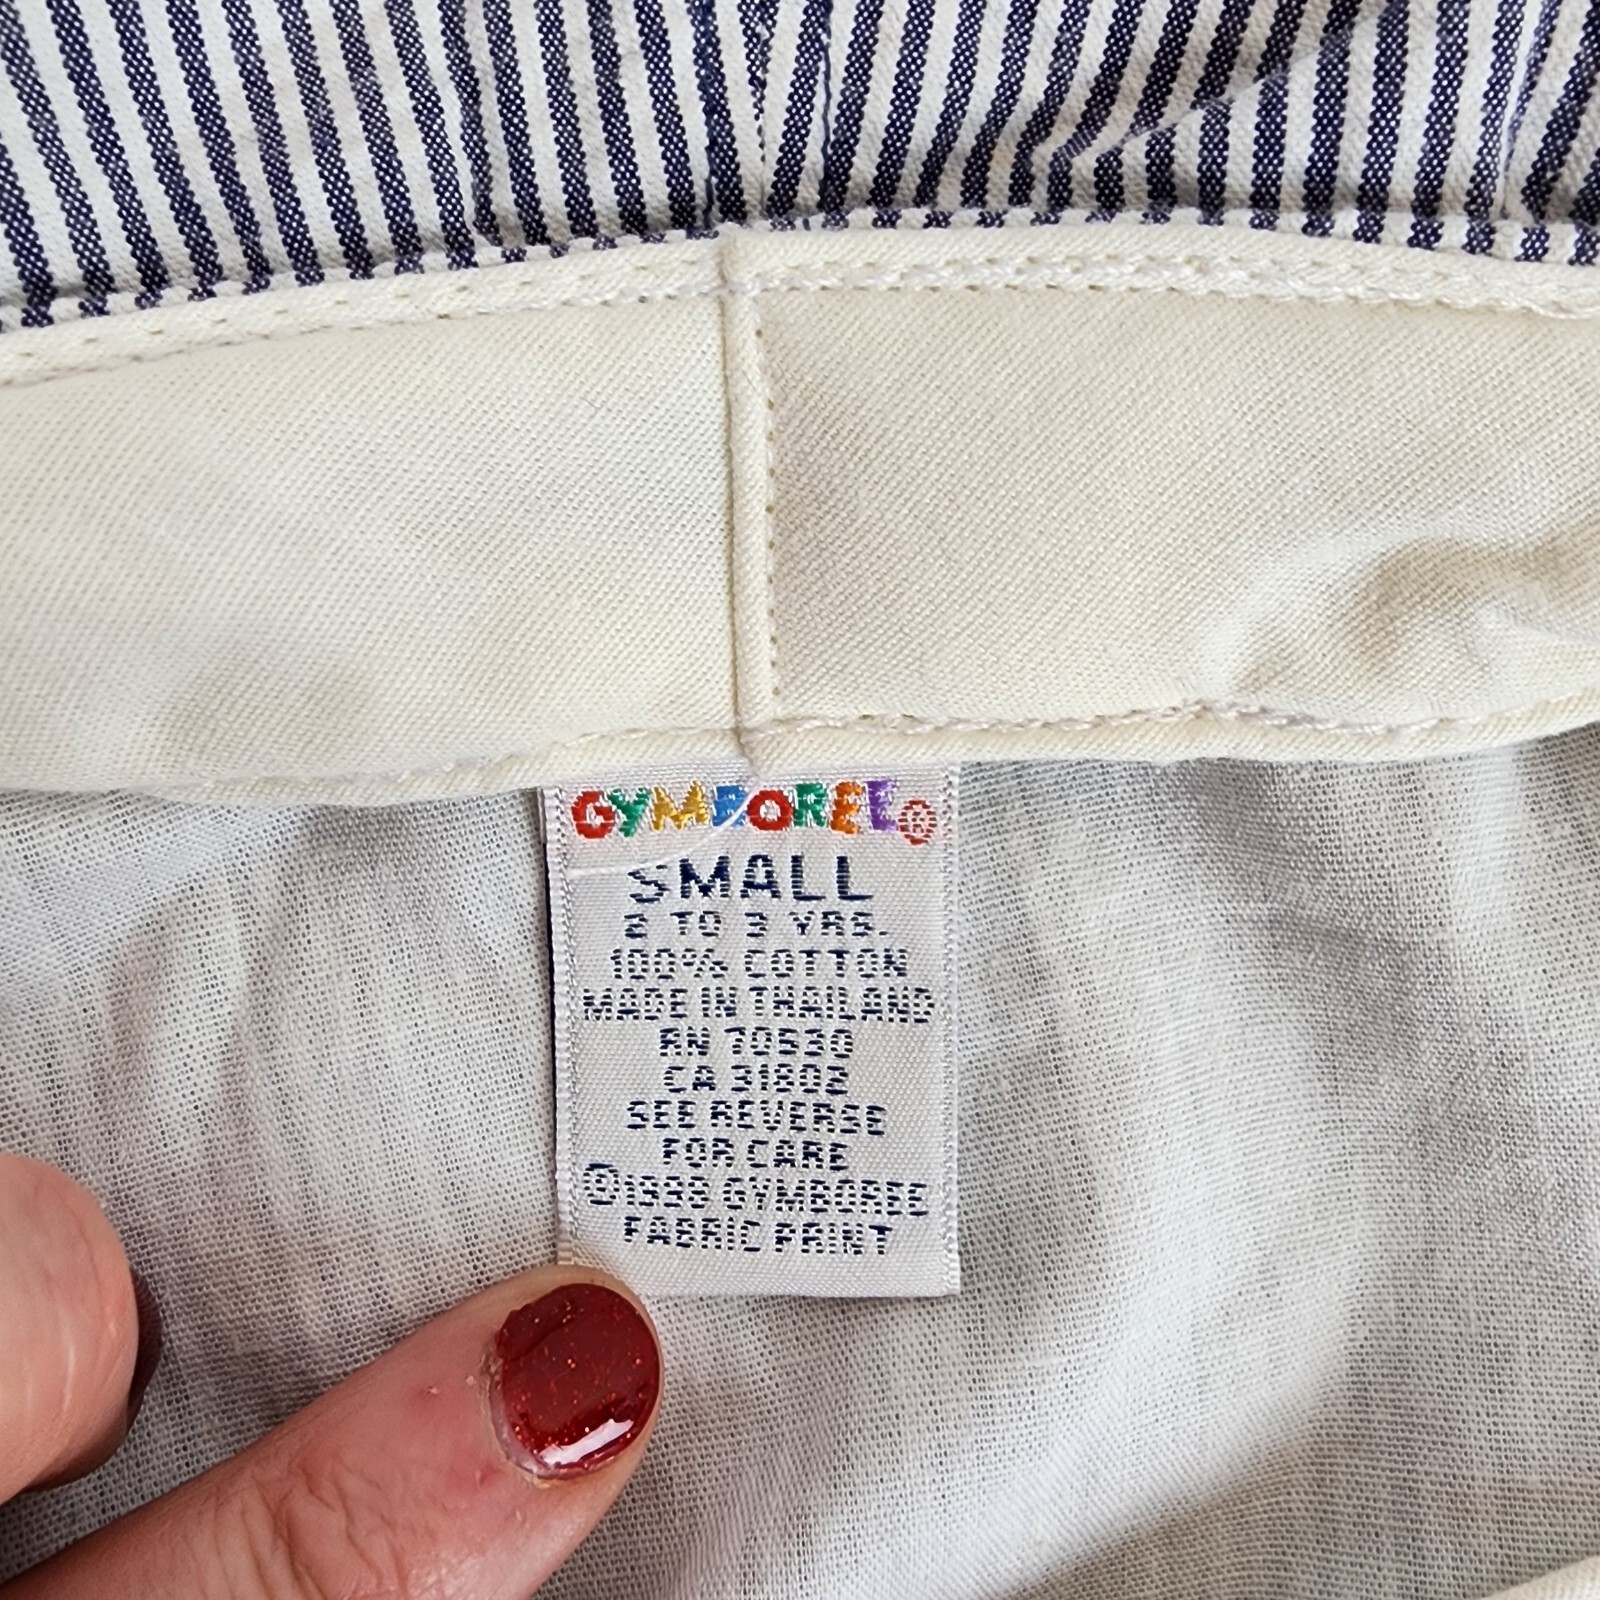 GYMBOREE®
SMALL
2 TO 3 YRS.
100% COTTON
MADE IN THAILAND
RN 70530
CA 31802
SEE REVERSE
FOR CARE
© GYMBOREE
FABRIC PRINT